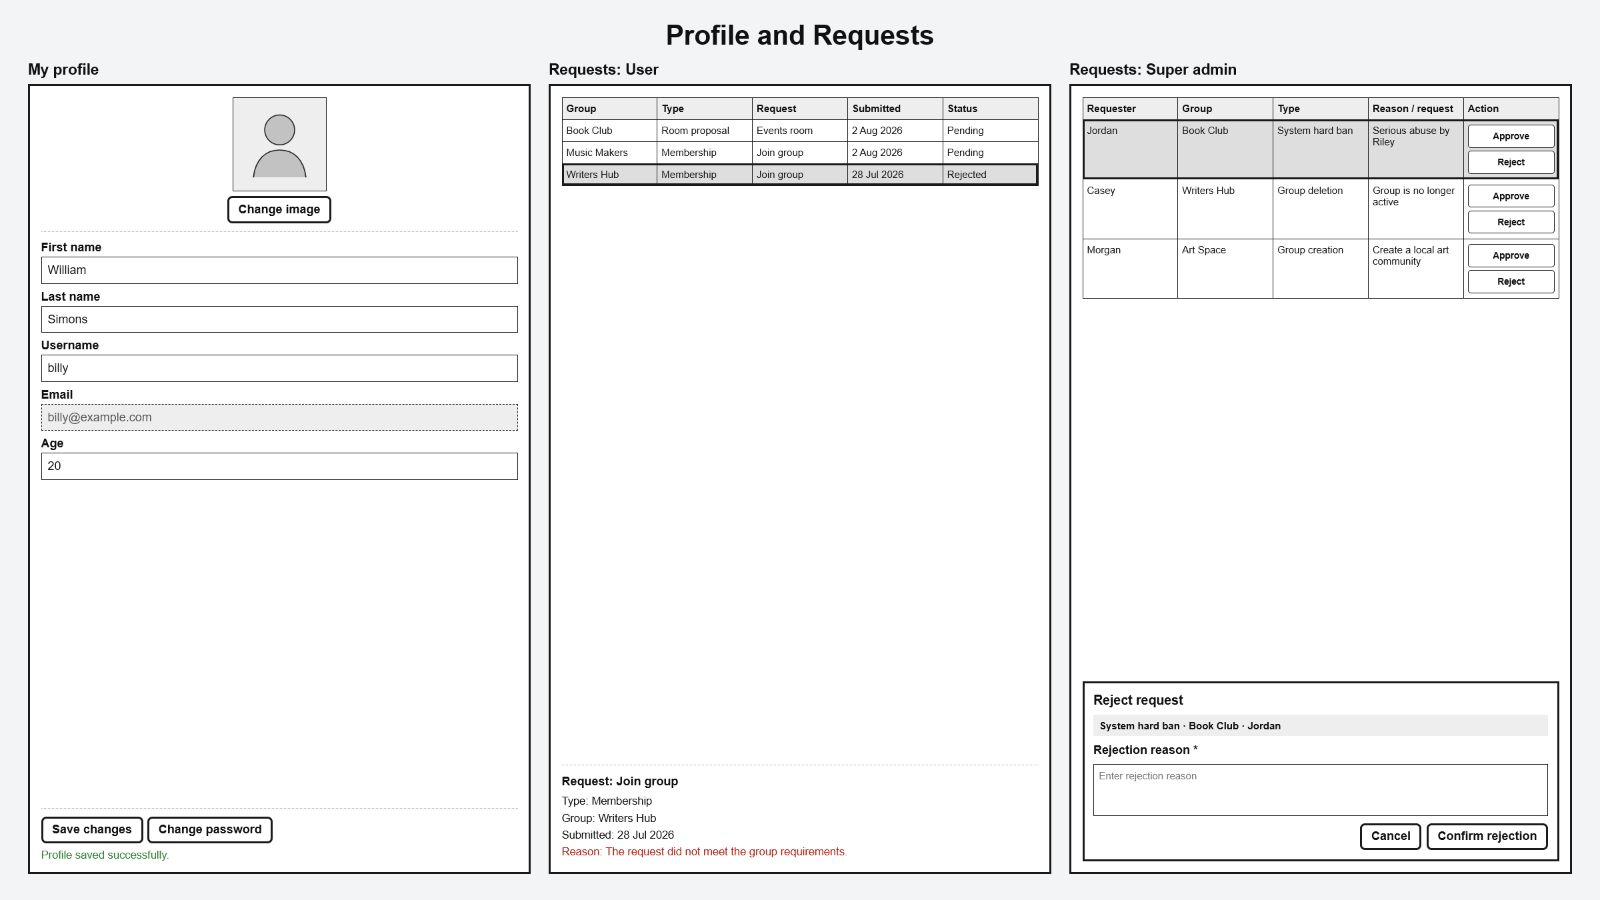 Profile and Requests
My profile
Change image
First name
William
Last name
Simons
Username
billy
Email
billy@example.com
Age
20
Save changes
Change password
Profile saved successfully.
Requests: User
Group Type Request Submitted Status
Book Club Room proposal Events room 2 Aug 2026 Pending
Music Makers Membership Join group 2 Aug 2026 Pending
Writers Hub Membership Join group 28 Jul 2026 Rejected
Request: Join group
Type: Membership
Group: Writers Hub
Submitted: 28 Jul 2026
Reason: The request did not meet the group requirements.
Requests: Super admin
Requester Group Type Reason / request Action
Jordan Book Club System hard ban Serious abuse by
Riley
Approve
Reject
Casey Writers Hub Group deletion Group is no longer
active
Approve
Reject
Morgan Art Space Group creation Create a local art
community
Approve
Reject
Reject request
System hard ban · Book Club · Jordan
Rejection reason *
Enter rejection reason
Cancel
Confirm rejection